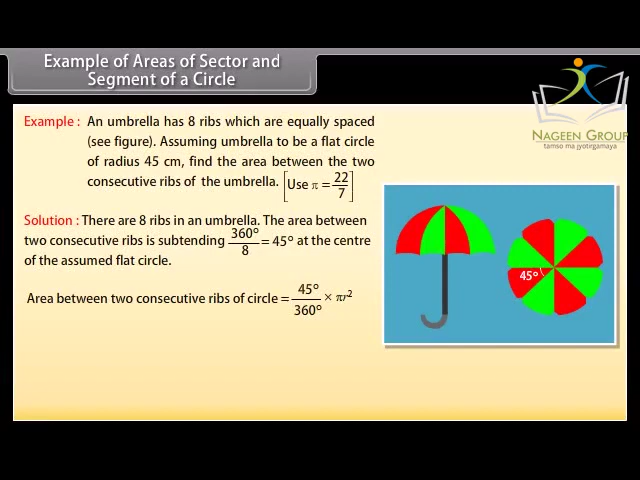 Example of Areas of Sector and
Segment of a Circle
NAGEEN GROUP
tamso ma jyotirgamaya
Example : An umbrella has 8 ribs which are equally spaced
(see figure). Assuming umbrella to be a flat circle
of radius 45 cm, find the area between the two
consecutive ribs of the umbrella. [Use π = 22/7]
Solution : There are 8 ribs in an umbrella. The area between
two consecutive ribs is subtending 360°/8 = 45° at the centre
of the assumed flat circle.
Area between two consecutive ribs of circle = 45°/360° × πr²
45°